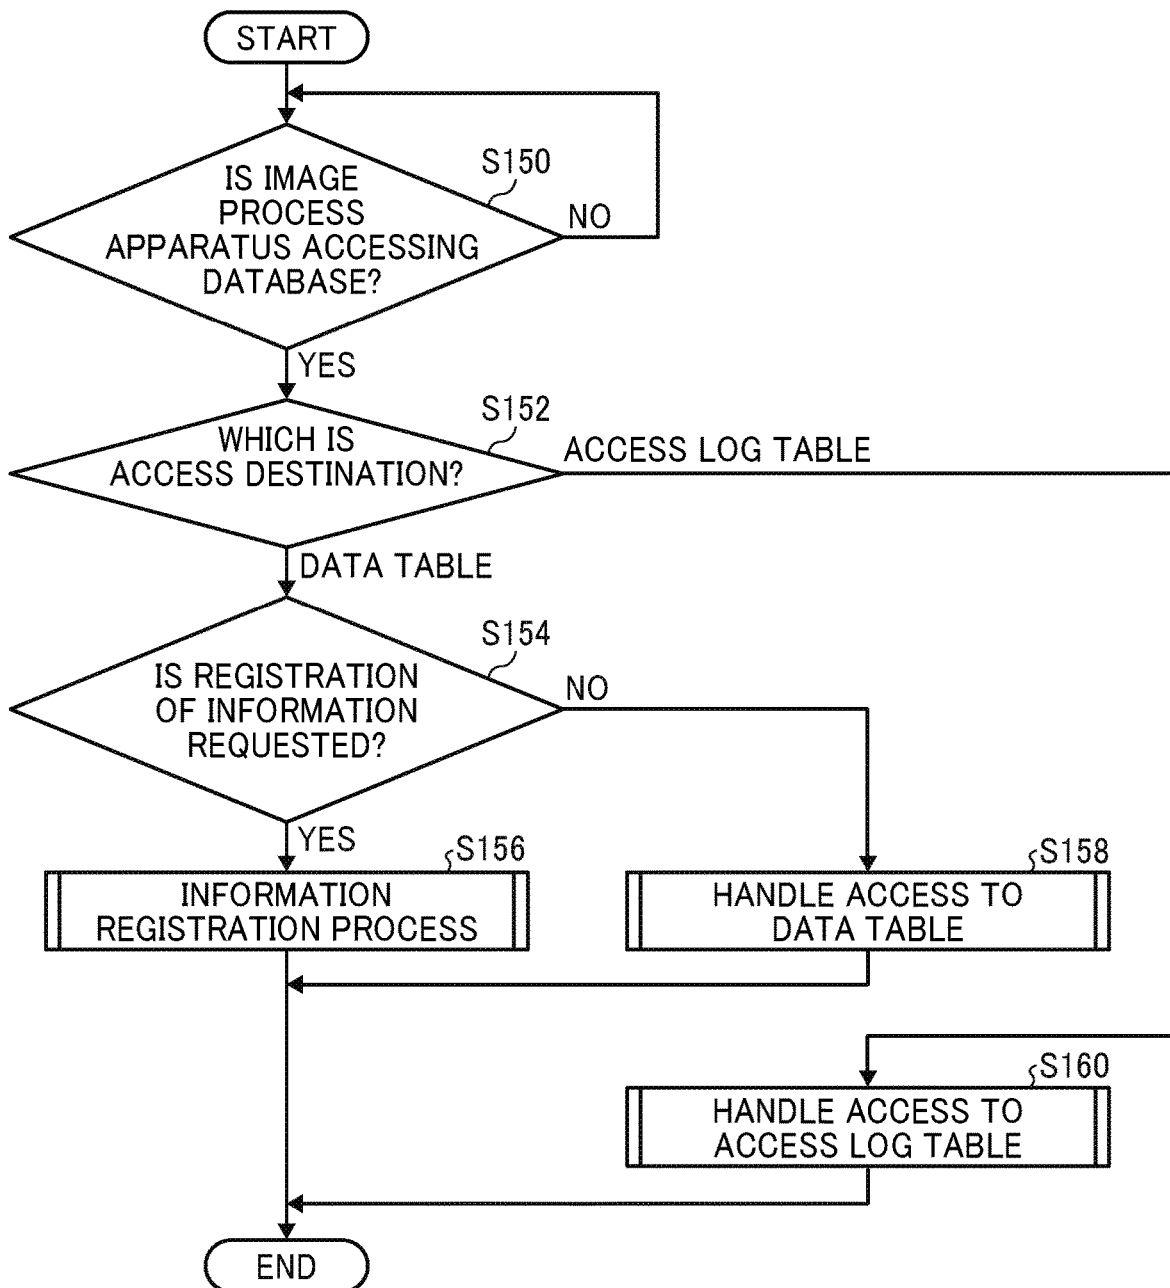 START
IS IMAGE
PROCESS
APPARATUS ACCESSING
DATABASE?
S150
NO
YES
WHICH IS
ACCESS DESTINATION?
S152
ACCESS LOG TABLE
DATA TABLE
IS REGISTRATION
OF INFORMATION
REQUESTED?
S154
NO
YES
S156
INFORMATION
REGISTRATION PROCESS
S158
HANDLE ACCESS TO
DATA TABLE
S160
HANDLE ACCESS TO
ACCESS LOG TABLE
END